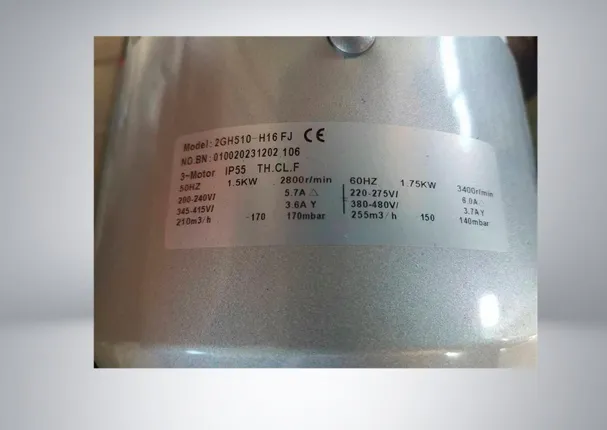 Model: 2GH510-H16FJ CE
NO.BN: 010020231202 106
3~Motor IP55 TH.CL.F
50HZ 1.5KW 2800r/min 60HZ 1.75KW 3400r/min
200-240V/ 5.7A △ 220-275V/ 6.0A△
345-415V/ 3.6A Y 380-480V/ 3.7A Y
210m3/h -170 170mbar 255m3/h 150 140mbar